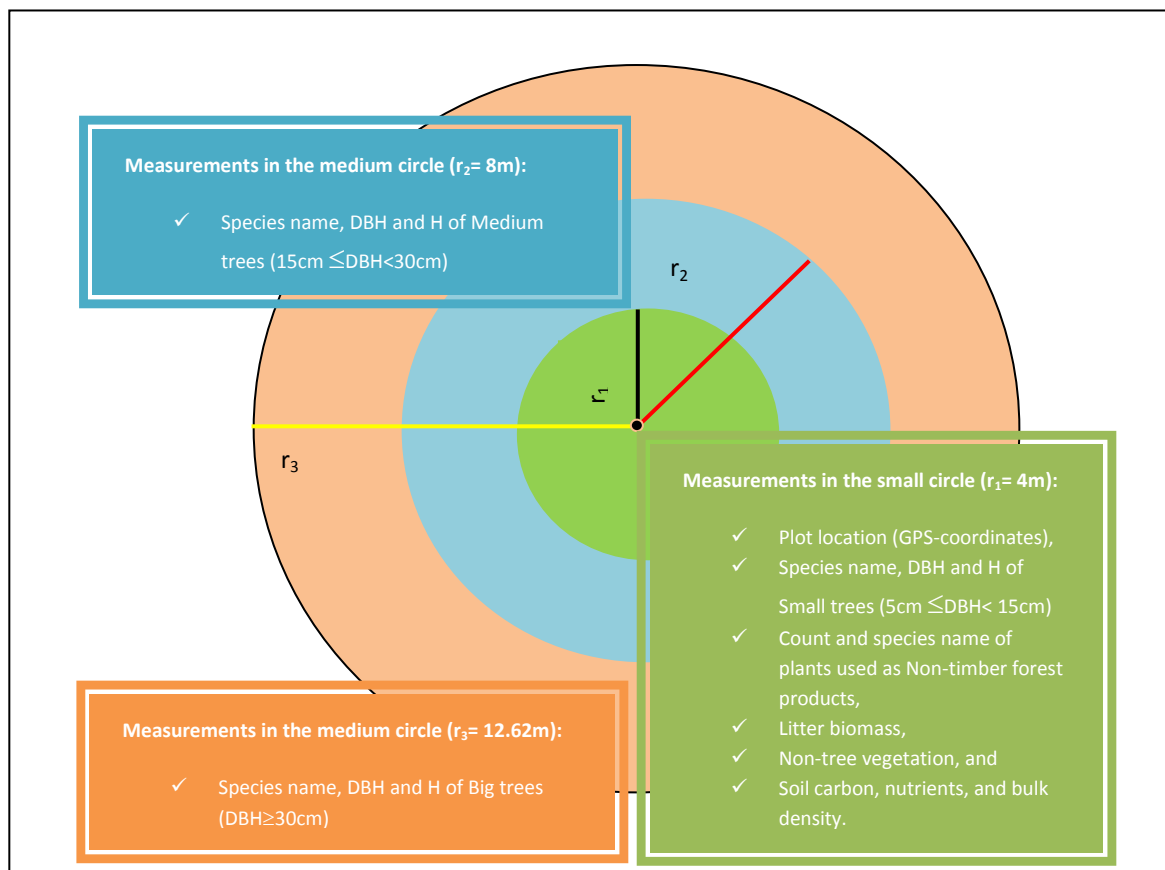 Measurements in the medium circle (r₂= 8m):
✓ Species name, DBH and H of Medium
trees (15cm ≤DBH<30cm)
r₂
r₁
r₃
Measurements in the small circle (r₁= 4m):
✓ Plot location (GPS-coordinates),
✓ Species name, DBH and H of
Small trees (5cm ≤DBH< 15cm)
✓ Count and species name of
plants used as Non-timber forest
products,
✓ Litter biomass,
✓ Non-tree vegetation, and
✓ Soil carbon, nutrients, and bulk
density.
Measurements in the medium circle (r₃= 12.62m):
✓ Species name, DBH and H of Big trees
(DBH≥30cm)